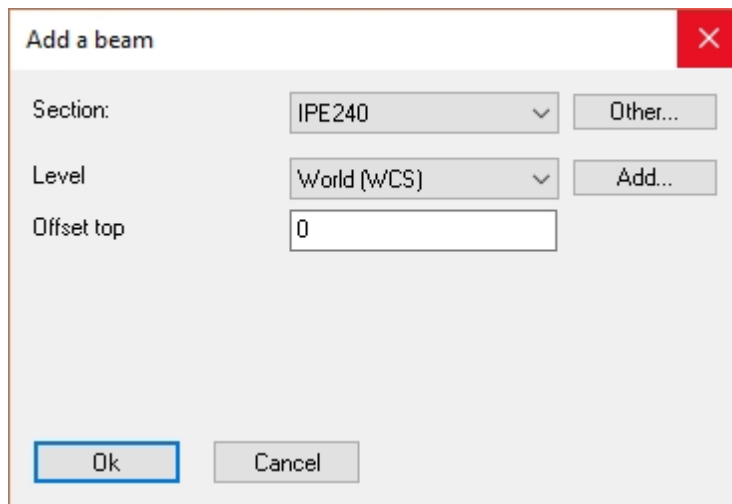 Add a beam
Section: IPE240 Other...
Level World (WCS) Add...
Offset top 0
Ok Cancel